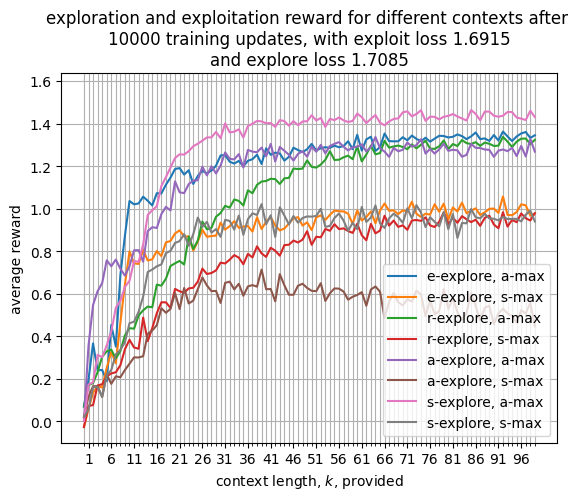 exploration and exploitation reward for different contexts after
10000 training updates, with exploit loss 1.6915
and explore loss 1.7085
1.6
1.4
1.2
1.0
0.8
0.6
0.4
0.2
0.0
average reward
e-explore, a-max
e-explore, s-max
r-explore, a-max
r-explore, s-max
a-explore, a-max
a-explore, s-max
s-explore, a-max
s-explore, s-max
1 6 11 16 21 26 31 36 41 46 51 56 61 66 71 76 81 86 91 96
context length, k, provided